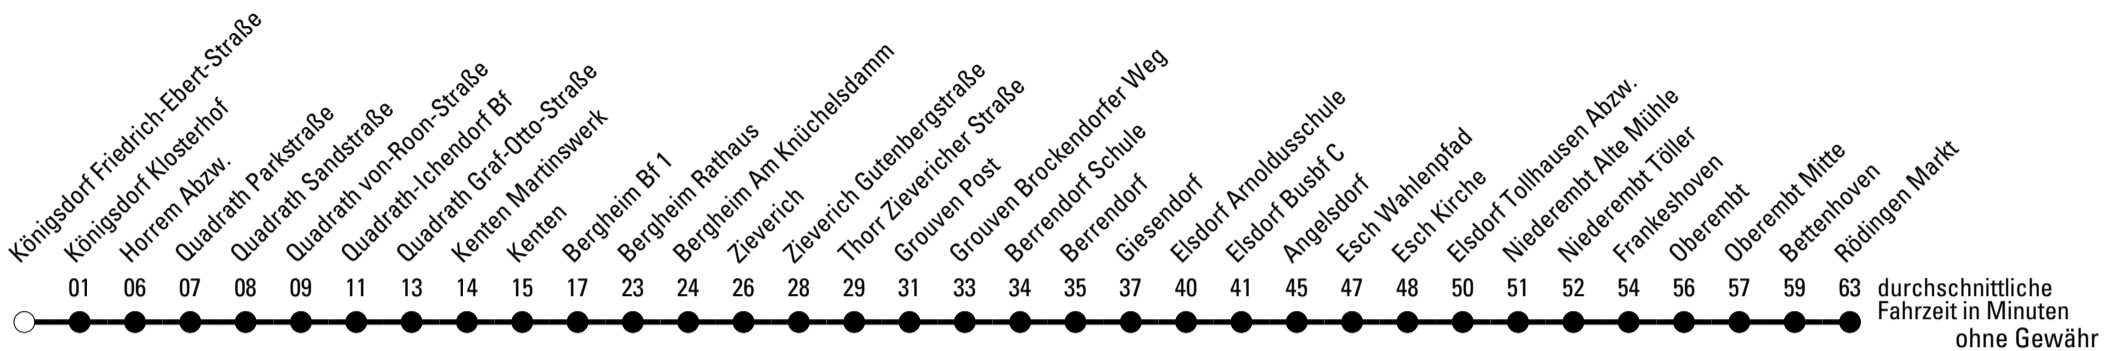 Königsdorf Friedrich-Ebert-Straße
Königsdorf Klosterhof
Horrem Abzw.
Quadrath Parkstraße
Quadrath Sandstraße
Quadrath von-Roon-Straße
Quadrath-Ichendorf Bf
Quadrath Graf-Otto-Straße
Kenten Martinswerk
Kenten
Bergheim Bf 1
Bergheim Rathaus
Bergheim Am Knüchelsdamm
Zieverich
Zieverich Gutenbergstraße
Thorr Zievericher Straße
Grouven Post
Grouven Brockendorfer Weg
Berrendorf Schule
Berrendorf
Giesendorf
Elsdorf Arnoldusschule
Elsdorf Busbf C
Angelsdorf
Esch Wahlenpfad
Esch Kirche
Elsdorf Tollhausen Abzw.
Niederembt Alte Mühle
Niederembt Töller
Frankeshoven
Oberembt
Oberembt Mitte
Bettenhoven
Rödingen Markt
01 06 07 08 09 11 13 14 15 17 23 24 26 28 29 31 33 34 35 37 40 41 45 47 48 50 51 52 54 56 57 59 63 durchschnittliche
Fahrzeit in Minuten
ohne Gewähr